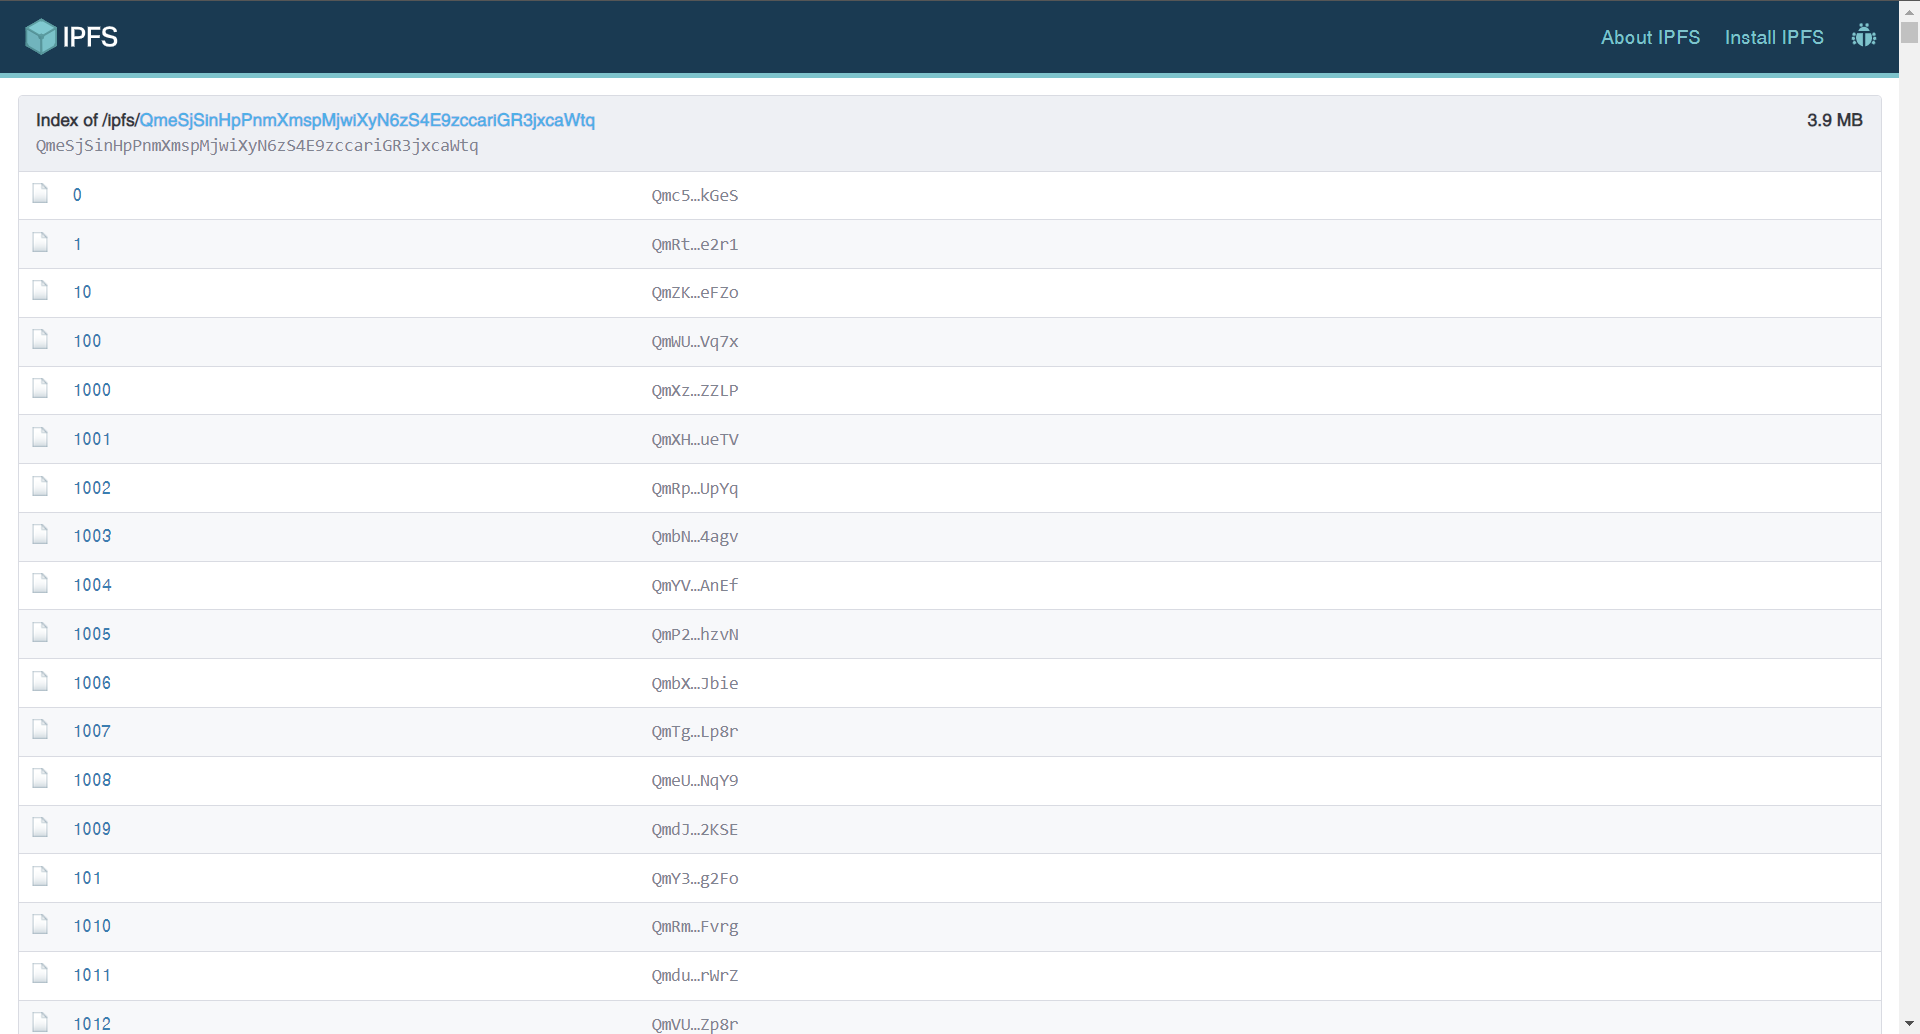 IPFS
About IPFS Install IPFS
Index of /ipfs/QmeSjSinHpPnmXmspMjwiXyN6zS4E9zccariGR3jxcaWtq 3.9 MB
QmeSjSinHpPnmXmspMjwiXyN6zS4E9zccariGR3jxcaWtq
0 Qmc5…kGeS
1 QmRt…e2r1
10 QmZK…eFZo
100 QmWU…Vq7x
1000 QmXz…ZZLP
1001 QmXH…ueTV
1002 QmRp…UpYq
1003 QmbN…4agv
1004 QmYV…AnEf
1005 QmP2…hzvN
1006 QmbX…Jbie
1007 QmTg…Lp8r
1008 QmeU…NqY9
1009 QmdJ…2KSE
101 QmY3…g2Fo
1010 QmRm…Fvrg
1011 Qmdu…rWrZ
1012 QmVU…Zp8r